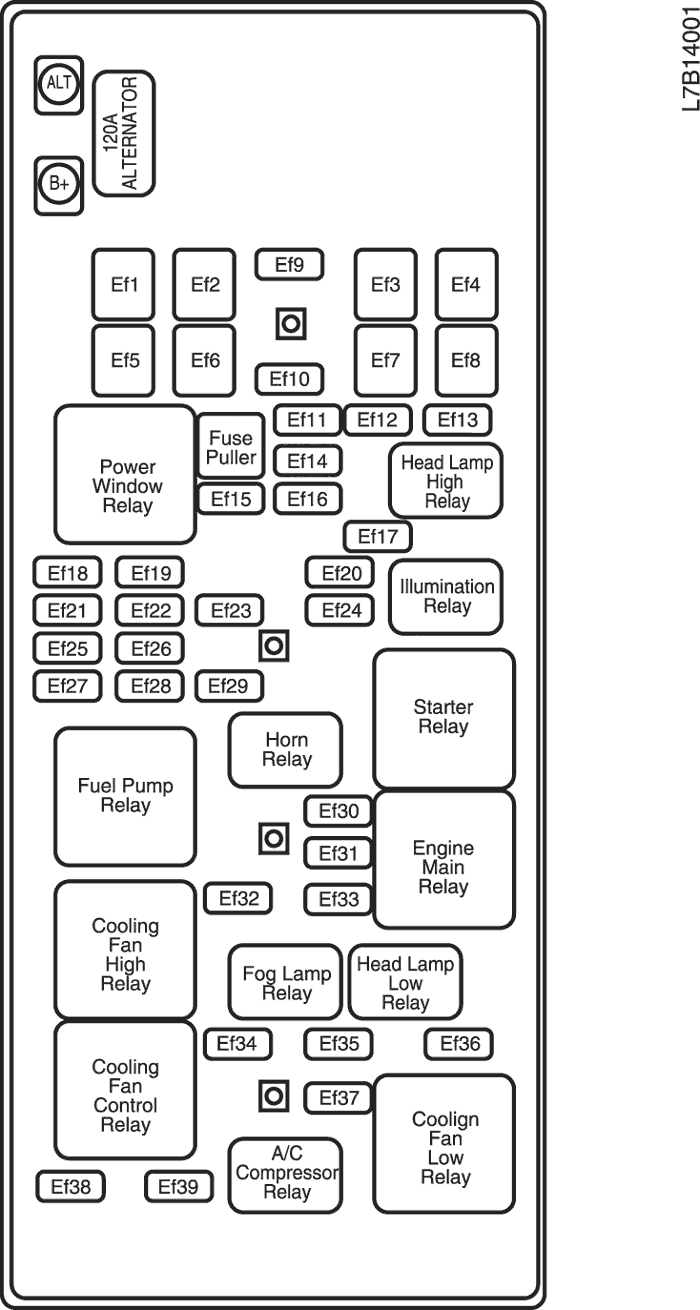 L7B14001
ALT
120A
ALTERNATOR
B+
Ef1
Ef2
Ef9
Ef3
Ef4
Ef5
Ef6
Ef10
Ef7
Ef8
Power
Window
Relay
Fuse
Puller
Ef11
Ef12
Ef13
Ef14
Head Lamp
High
Relay
Ef15
Ef16
Ef17
Ef18
Ef19
Ef20
Illumination
Relay
Ef21
Ef22
Ef23
Ef24
Ef25
Ef26
Ef27
Ef28
Ef29
Starter
Relay
Horn
Relay
Fuel Pump
Relay
Ef30
Ef31
Engine
Main
Relay
Ef32
Ef33
Cooling
Fan
High
Relay
Fog Lamp
Relay
Head Lamp
Low
Relay
Ef34
Ef35
Ef36
Cooling
Fan
Control
Relay
Ef37
Coolign
Fan
Low
Relay
A/C
Compressor
Relay
Ef38
Ef39